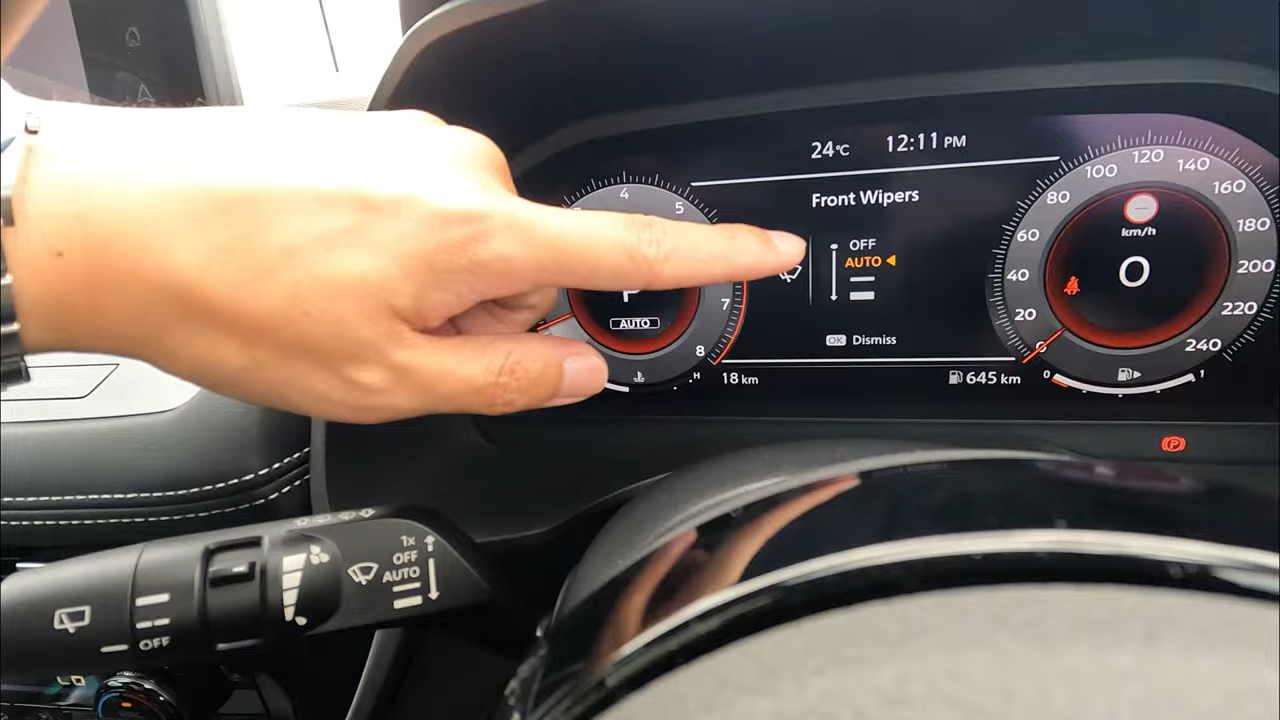 24°C 12:11 PM
Front Wipers
OFF
AUTO
OK Dismiss
4
5
7
8
P
AUTO
H
18 km
645 km
20
40
60
80
100
120
140
160
180
200
220
240
km/h
0
0
1
P
1x
OFF
AUTO
OFF